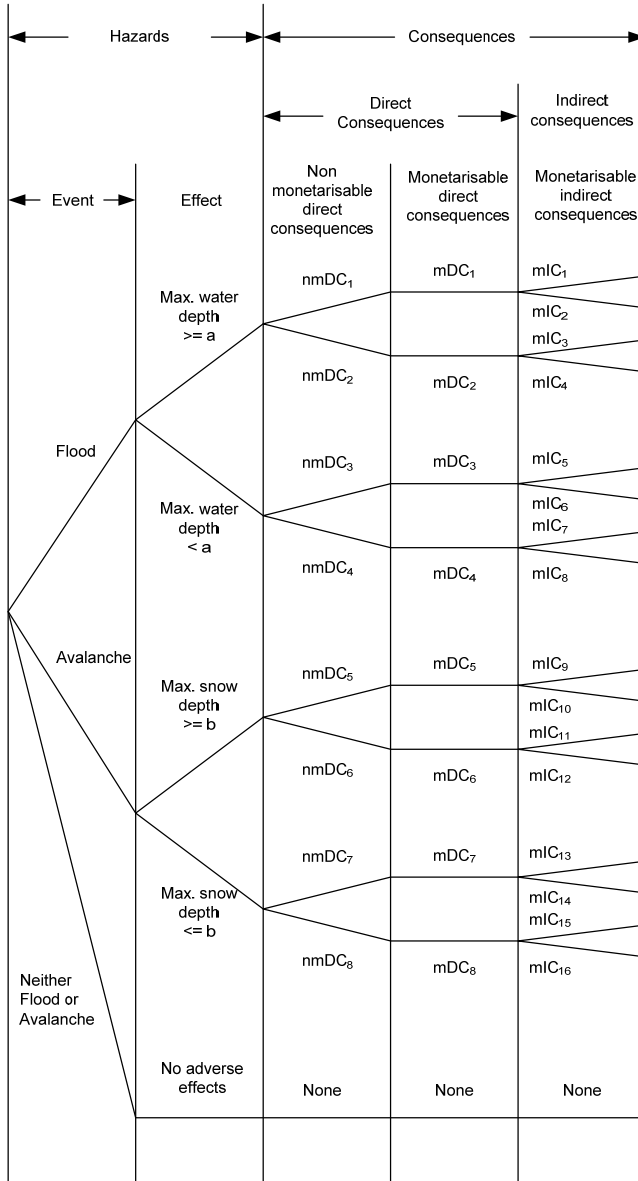 Hazards
Consequences
Direct
Consequences
Indirect
consequences
Event
Effect
Non
monetarisable
direct
consequences
Monetarisable
direct
consequences
Monetarisable
indirect
consequences
Max. water
depth
>= a
nmDC₁
mDC₁
mIC₁
mIC₂
mIC₃
nmDC₂
mDC₂
mIC₄
Flood
nmDC₃
mDC₃
mIC₅
Max. water
depth
< a
mIC₆
mIC₇
nmDC₄
mDC₄
mIC₈
Avalanche
Max. snow
depth
>= b
nmDC₅
mDC₅
mIC₉
mIC₁₀
mIC₁₁
nmDC₆
mDC₆
mIC₁₂
nmDC₇
mDC₇
mIC₁₃
Max. snow
depth
<= b
mIC₁₄
mIC₁₅
nmDC₈
mDC₈
mIC₁₆
Neither
Flood or
Avalanche
No adverse
effects
None
None
None